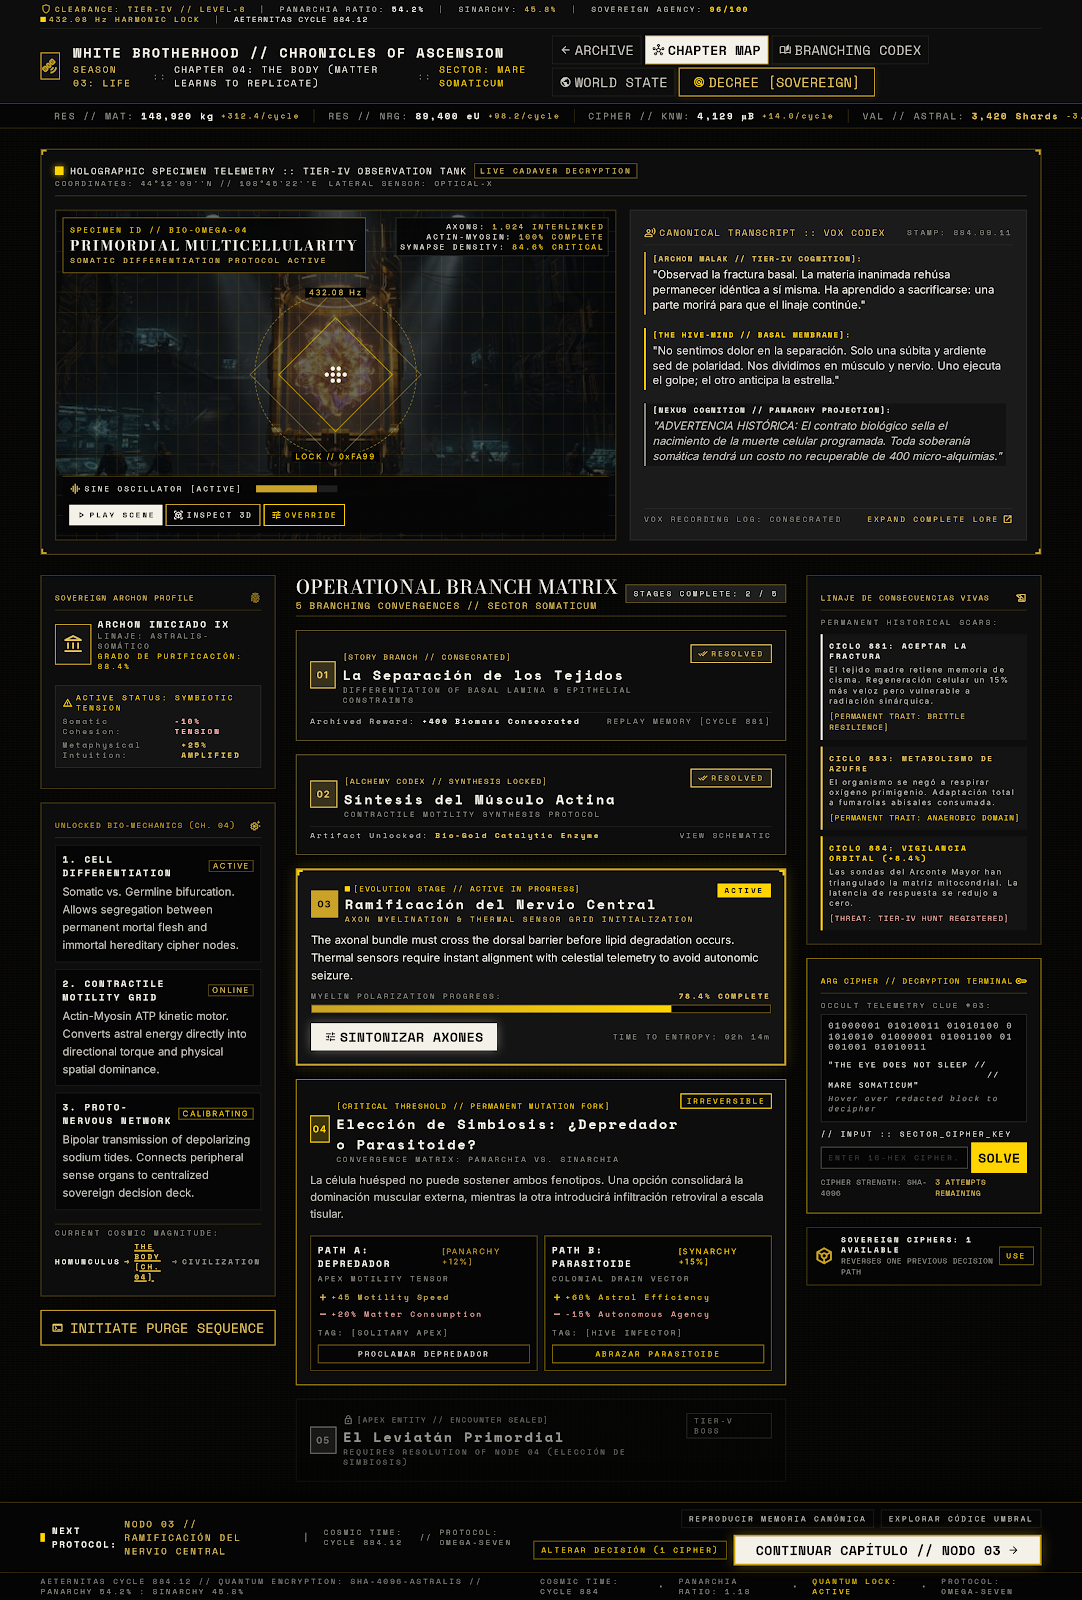 CLEARANCE: TIER-IV // LEVEL-8 | PANARCHIA RATIO: 54.2% | SINARCHY: 45.8% | SOVEREIGN AGENCY: 96/100
432.08 Hz HARMONIC LOCK | AETERNITAS CYCLE 884.12
WHITE BROTHERHOOD // CHRONICLES OF ASCENSION
SEASON 03: LIFE :: CHAPTER 04: THE BODY (MATTER LEARNS TO REPLICATE) :: SECTOR: MARE SOMATICUM
ARCHIVE
CHAPTER MAP
BRANCHING CODEX
WORLD STATE
DECREE [SOVEREIGN]
RES // MAT: 148,920 kg +312.4/cycle | RES // NRG: 89,400 eU +98.2/cycle | CIPHER // KNW: 4,129 µB +14.0/cycle | VAL // ASTRAL: 3,420 Shards -3.
HOLOGRAPHIC SPECIMEN TELEMETRY :: TIER-IV OBSERVATION TANK
LIVE CADAVER DECRYPTION
COORDINATES: 44°12'09''N // 108°45'22''E LATERAL SENSOR: OPTICAL-X
SPECIMEN ID // BIO-OMEGA-04
PRIMORDIAL MULTICELLULARITY
SOMATIC DIFFERENTIATION PROTOCOL ACTIVE
AXONS: 1,024 INTERLINKED
ACTIN-MYOSIN: 100% COMPLETE
SYNAPSE DENSITY: 84.6% CRITICAL
432.08 Hz
LOCK // 0xFA99
SINE OSCILLATOR [ACTIVE]
PLAY SCENE
INSPECT 3D
OVERRIDE
CANONICAL TRANSCRIPT :: VOX CODEX
STAMP: 884.09.11
[ARCHON MALAK // TIER-IV COGNITION]:
"Observad la fractura basal. La materia inanimada rehúsa
permanecer idéntica a sí misma. Ha aprendido a sacrificarse: una
parte morirá para que el linaje continúe."
[THE HIVE-MIND // BASAL MEMBRANE]:
"No sentimos dolor en la separación. Solo una súbita y ardiente
sed de polaridad. Nos dividimos en músculo y nervio. Uno ejecuta
el golpe; el otro anticipa la estrella."
[NEXUS COGNITION // PANARCHY PROJECTION]:
"ADVERTENCIA HISTÓRICA: El contrato biológico sella el
nacimiento de la muerte celular programada. Toda soberanía
somática tendrá un costo no recuperable de 400 micro-alquimias."
VOX RECORDING LOG: CONSECRATED
EXPAND COMPLETE LORE
SOVEREIGN ARCHON PROFILE
ARCHON INICIADO IX
LINAJE: ASTRALIS-
SOMÁTICO
GRADO DE PURIFICACIÓN:
88.4%
ACTIVE STATUS: SYMBIOTIC
TENSION
Somatic Cohesion: -10% TENSION
Metaphysical Intuition: +25% AMPLIFIED
UNLOCKED BIO-MECHANICS (CH. 04)
1. CELL DIFFERENTIATION
ACTIVE
Somatic vs. Germline bifurcation.
Allows segregation between
permanent mortal flesh and
immortal hereditary cipher nodes.
2. CONTRACTILE MOTILITY GRID
ONLINE
Actin-Myosin ATP kinetic motor.
Converts astral energy directly into
directional torque and physical
spatial dominance.
3. PROTO-NERVOUS NETWORK
CALIBRATING
Bipolar transmission of depolarizing
sodium tides. Connects peripheral
sense organs to centralized
sovereign decision deck.
CURRENT COSMIC MAGNITUDE:
HOMUNCULUS → THE BODY [CH. 04] → CIVILIZATION
INITIATE PURGE SEQUENCE
OPERATIONAL BRANCH MATRIX
5 BRANCHING CONVERGENCES // SECTOR SOMATICUM
STAGES COMPLETE: 2 / 5
01
[STORY BRANCH // CONSECRATED]
RESOLVED
La Separación de los Tejidos
DIFFERENTIATION OF BASAL LAMINA & EPITHELIAL
CONSTRAINTS
Archived Reward: +400 Biomass Consecrated
REPLAY MEMORY [CYCLE 881]
02
[ALCHEMY CODEX // SYNTHESIS LOCKED]
RESOLVED
Síntesis del Músculo Actina
CONTRACTILE MOTILITY SYNTHESIS PROTOCOL
Artifact Unlocked: Bio-Gold Catalytic Enzyme
VIEW SCHEMATIC
03
[EVOLUTION STAGE // ACTIVE IN PROGRESS]
ACTIVE
Ramificación del Nervio Central
AXON MYELINATION & THERMAL SENSOR GRID INITIALIZATION
The axonal bundle must cross the dorsal barrier before lipid degradation occurs.
Thermal sensors require instant alignment with celestial telemetry to avoid autonomic
seizure.
MYELIN POLARIZATION PROGRESS:
78.4% COMPLETE
SINTONIZAR AXONES
TIME TO ENTROPY: 02h 14m
04
[CRITICAL THRESHOLD // PERMANENT MUTATION FORK]
IRREVERSIBLE
Elección de Simbiosis: ¿Depredador
o Parasitoide?
CONVERGENCE MATRIX: PANARCHIA VS. SINARCHIA
La célula huésped no puede sostener ambos fenotipos. Una opción consolidará la
dominación muscular externa, mientras la otra introducirá infiltración retroviral a escala
tisular.
PATH A: DEPREDADOR
[PANARCHY +12%]
APEX MOTILITY TENSOR
+45 Motility Speed
+20% Matter Consumption
TAG: [SOLITARY APEX]
PROCLAMAR DEPREDADOR
PATH B: PARASITOIDE
[SYNARCHY +15%]
COLONIAL DRAIN VECTOR
+60% Astral Efficiency
-15% Autonomous Agency
TAG: [HIVE INFECTOR]
ABRAZAR PARASITOIDE
05
[APEX ENTITY // ENCOUNTER SEALED]
TIER-V BOSS
El Leviatán Primordial
REQUIRES RESOLUTION OF NODE 04 (ELECCIÓN DE
SIMBIOSIS)
LINAJE DE CONSECUENCIAS VIVAS
PERMANENT HISTORICAL SCARS:
CICLO 881: ACEPTAR LA
FRACTURA
El tejido madre retiene memoria de
cisma. Regeneración celular un 15%
más veloz pero vulnerable a
radiación sinárquica.
[PERMANENT TRAIT: BRITTLE
RESILIENCE]
CICLO 883: METABOLISMO DE
AZUFRE
El organismo se negó a respirar
oxígeno primigenio. Adaptación total
a fumarolas abisales consumada.
[PERMANENT TRAIT: ANAEROBIC DOMAIN]
CICLO 884: VIGILANCIA
ORBITAL (+8.4%)
Las sondas del Arconte Mayor han
triangulado la matriz mitocondrial. La
latencia de respuesta se redujo a
cero.
[THREAT: TIER-IV HUNT REGISTERED]
ARG CIPHER // DECRYPTION TERMINAL
OCCULT TELEMETRY CLUE #03:
01000001 01010011 01010100 0
1010010 01000001 01001100 01
001001 01010011
"THE EYE DOES NOT SLEEP //
//
MARE SOMATICUM"
Hover over redacted block to
decipher
// INPUT :: SECTOR_CIPHER_KEY
ENTER 16-HEX CIPHER.
SOLVE
CIPHER STRENGTH: SHA-4096
3 ATTEMPTS REMAINING
SOVEREIGN CIPHERS: 1
AVAILABLE
REVERSES ONE PREVIOUS DECISION
PATH
USE
NEXT PROTOCOL:
NODO 03 //
RAMIFICACIÓN DEL
NERVIO CENTRAL
| COSMIC TIME: CYCLE 884.12 // PROTOCOL: OMEGA-SEVEN
REPRODUCIR MEMORIA CANÓNICA
EXPLORAR CÓDICE UMBRAL
ALTERAR DECISIÓN (1 CIPHER)
CONTINUAR CAPÍTULO // NODO 03 →
AETERNITAS CYCLE 884.12 // QUANTUM ENCRYPTION: SHA-4096-ASTRALIS //
PANARCHY 54.2% : SINARCHY 45.8%
COSMIC TIME: CYCLE 884 • PANARCHIA RATIO: 1.18 • QUANTUM LOCK: ACTIVE • PROTOCOL: OMEGA-SEVEN